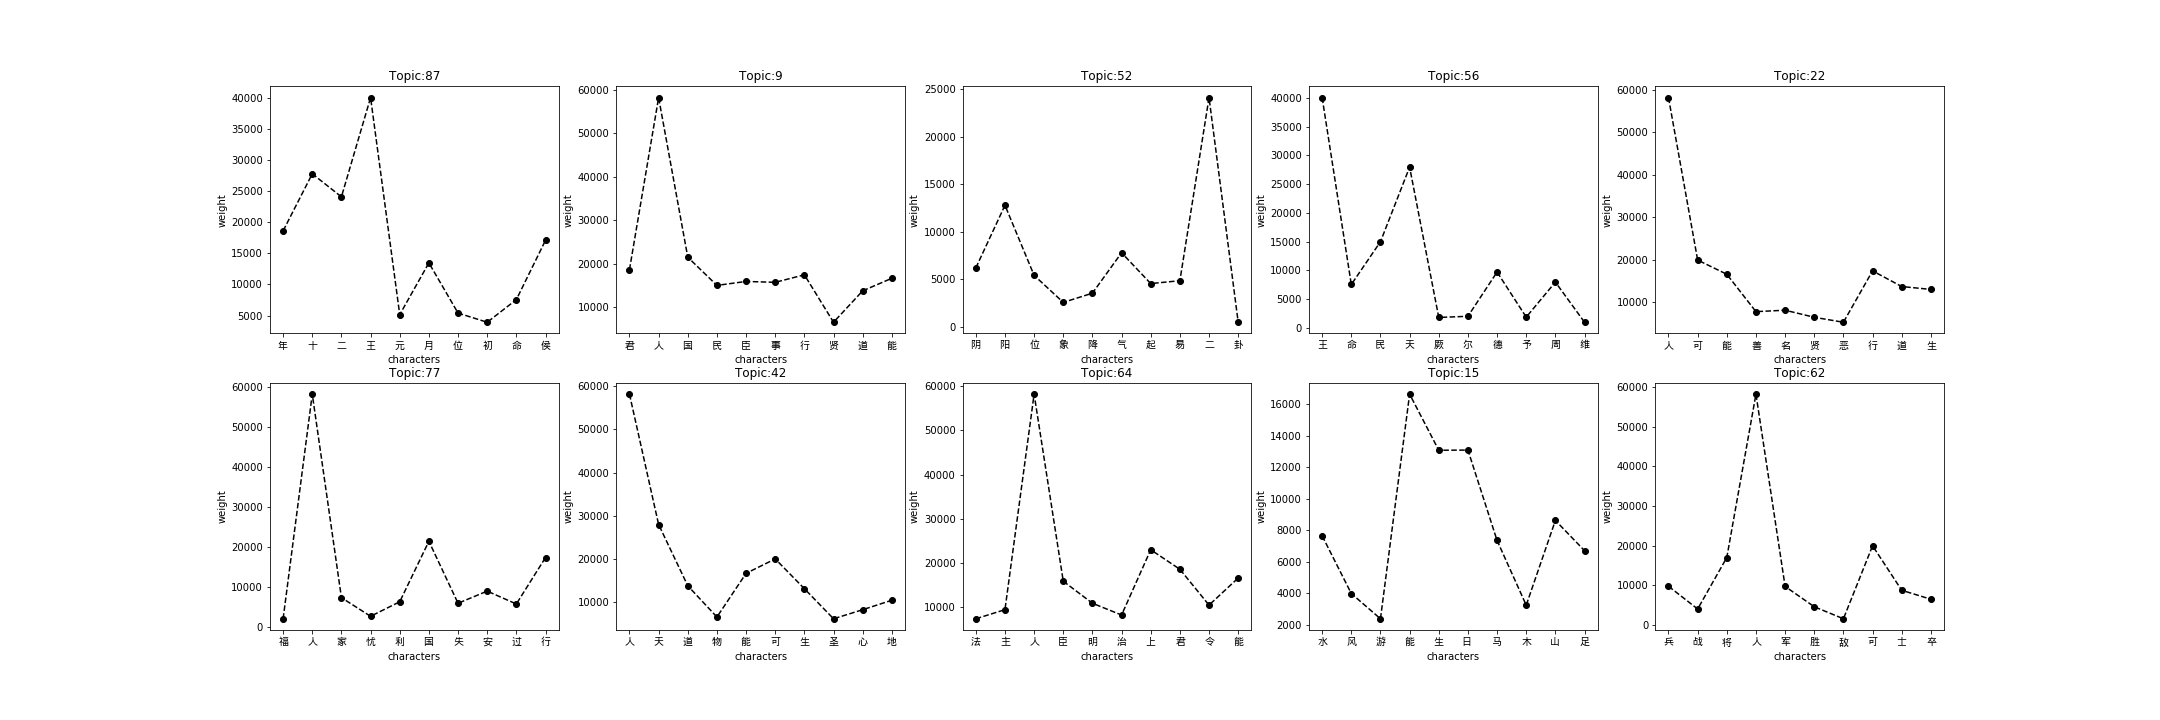 Topic:87
40000
35000
30000
25000
20000
15000
10000
5000
weight
年 十 二 王 元 月 位 初 命 侯
characters
Topic:9
60000
50000
40000
30000
20000
10000
weight
君 人 国 民 臣 事 行 贤 道 能
characters
Topic:52
25000
20000
15000
10000
5000
0
weight
阴 阳 位 象 降 气 起 易 二 卦
characters
Topic:56
40000
35000
30000
25000
20000
15000
10000
5000
0
weight
王 命 民 天 厥 尔 德 予 周 维
characters
Topic:22
60000
50000
40000
30000
20000
10000
weight
人 可 能 善 名 贤 恶 行 道 生
characters
Topic:77
60000
50000
40000
30000
20000
10000
0
weight
福 人 家 忧 利 国 失 安 过 行
characters
Topic:42
60000
50000
40000
30000
20000
10000
weight
人 天 道 物 能 可 生 圣 心 地
characters
Topic:64
60000
50000
40000
30000
20000
10000
weight
法 主 人 臣 明 治 上 君 令 能
characters
Topic:15
16000
14000
12000
10000
8000
6000
4000
2000
weight
水 风 游 能 生 日 马 木 山 足
characters
Topic:62
60000
50000
40000
30000
20000
10000
0
weight
兵 战 将 人 军 胜 敌 可 士 卒
characters